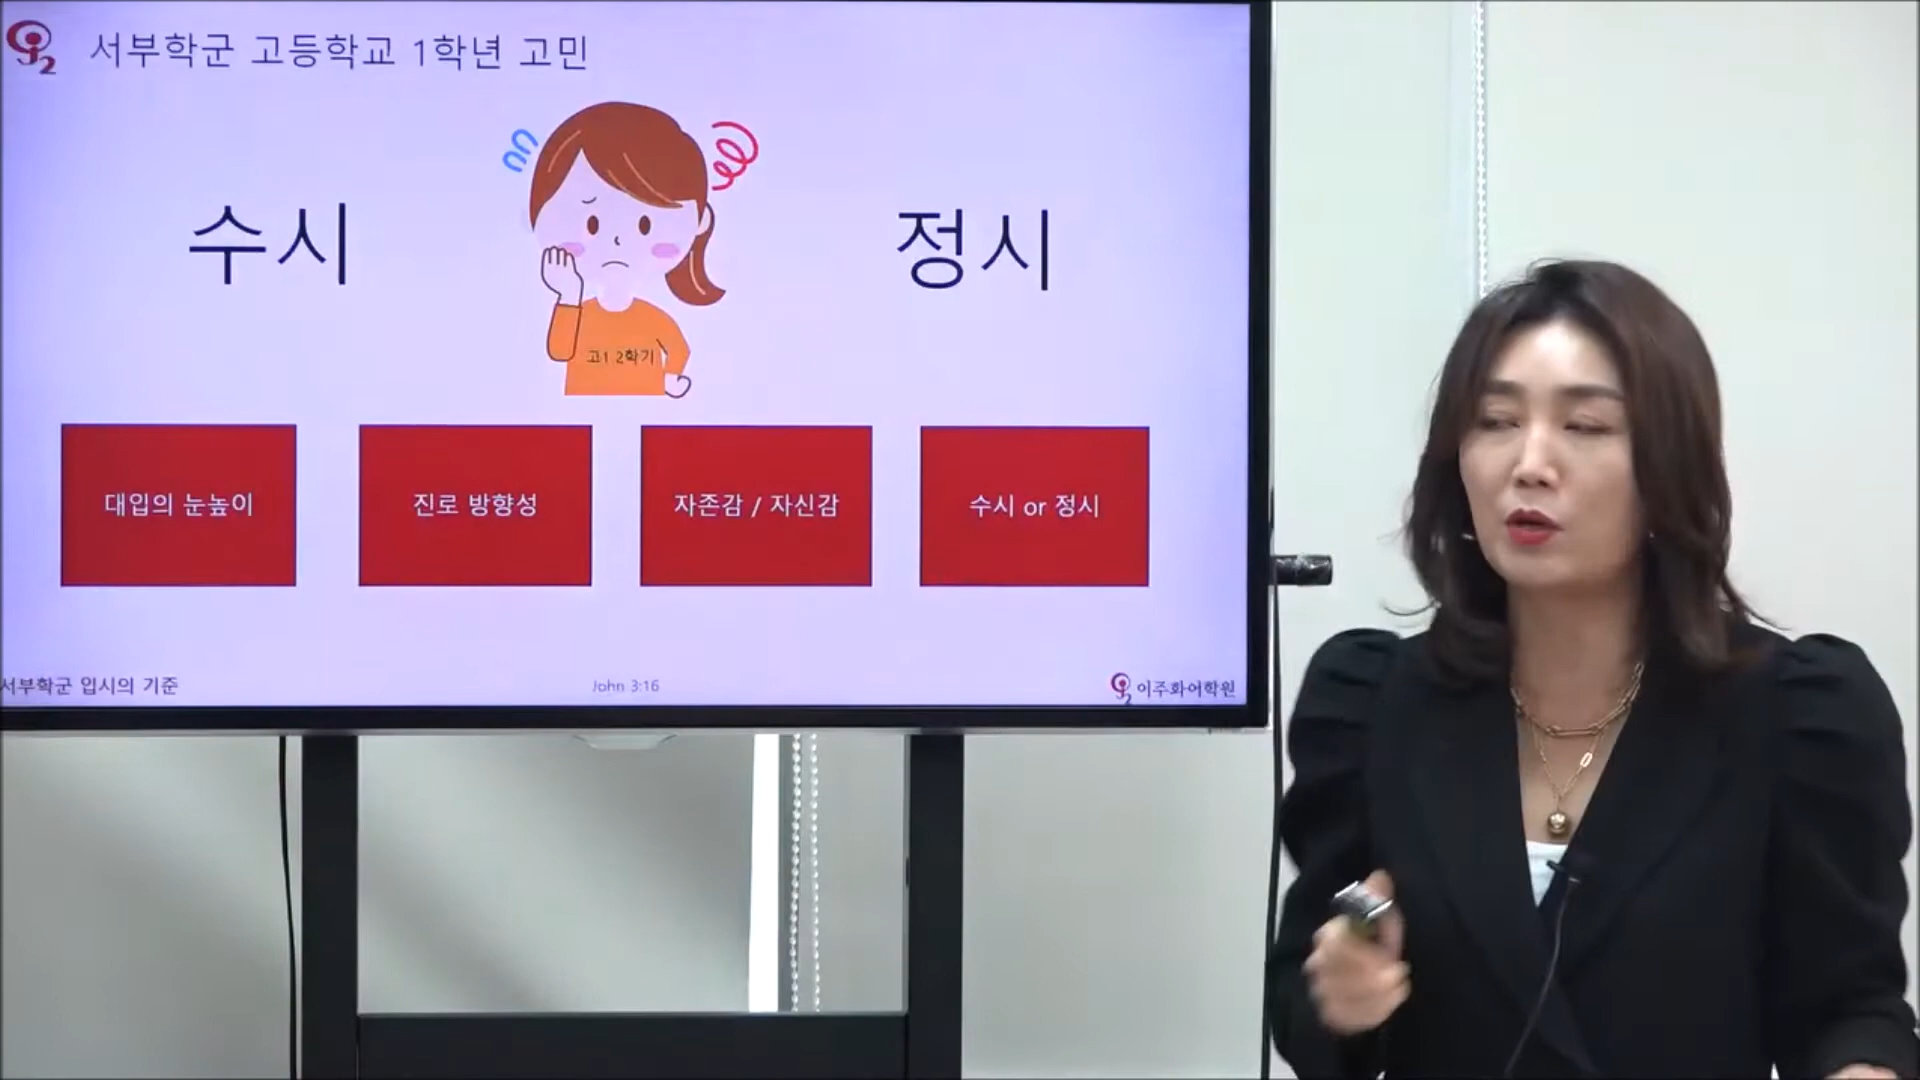 서부학군 고등학교 1학년 고민
수시
정시
고1 2학기
대입의 눈높이
진로 방향성
자존감 / 자신감
수시 or 정시
서부학군 입시의 기준
John 3:16
이주화어학원